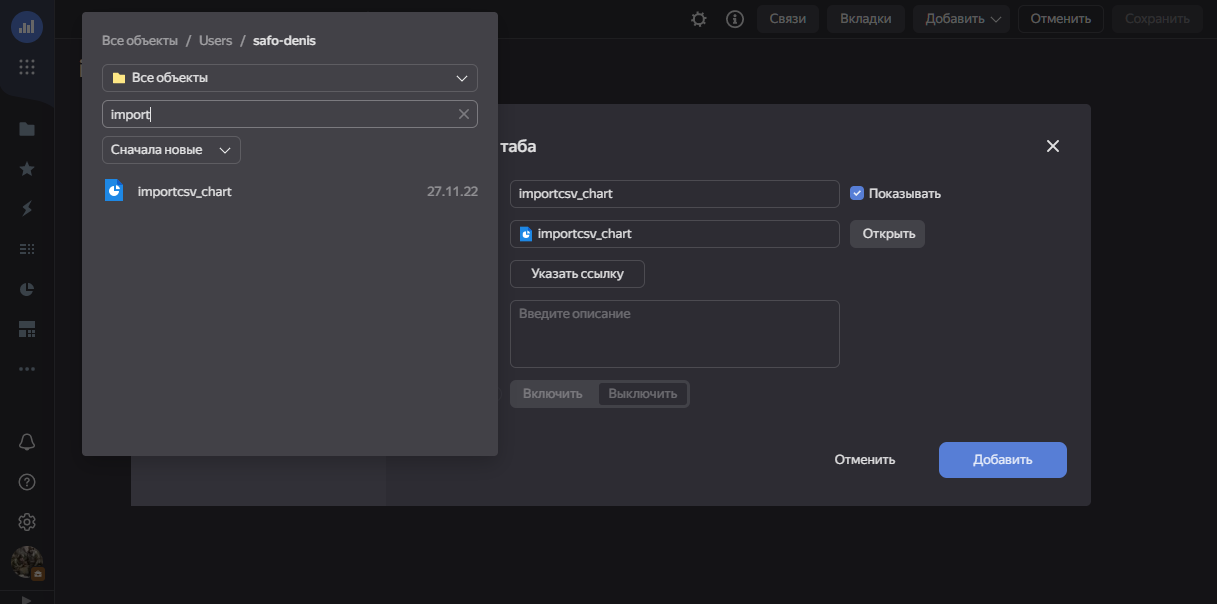 Связи
Вкладки
Добавить
Отменить
Сохранить
Все объекты / Users / safo-denis
Все объекты
import
Сначала новые
importcsv_chart
27.11.22
таба
importcsv_chart
Показывать
importcsv_chart
Открыть
Указать ссылку
Введите описание
Включить
Выключить
Отменить
Добавить